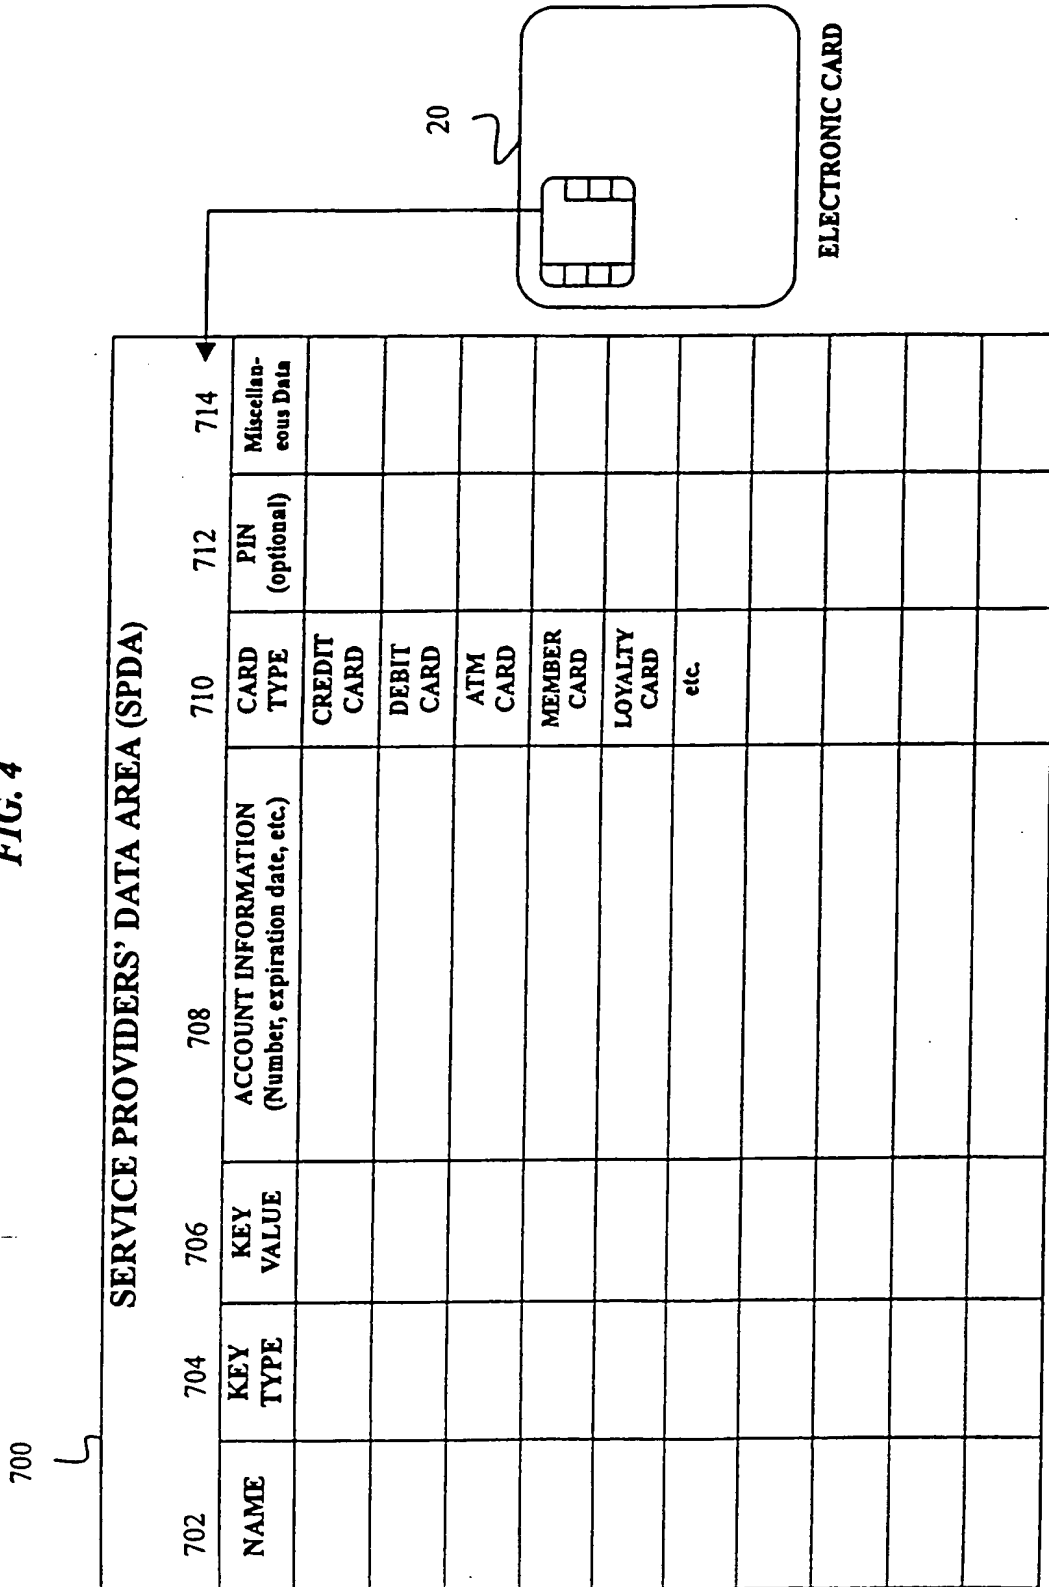 FIG. 4
700
SERVICE PROVIDERS' DATA AREA (SPDA)
702
704
706
708
710
712
714
NAME
KEY
TYPE
KEY
VALUE
ACCOUNT INFORMATION
(Number, expiration date, etc.)
CARD
TYPE
PIN
(optional)
Miscellan-
eous Data
CREDIT
CARD
DEBIT
CARD
ATM
CARD
MEMBER
CARD
LOYALTY
CARD
etc.
20
ELECTRONIC CARD